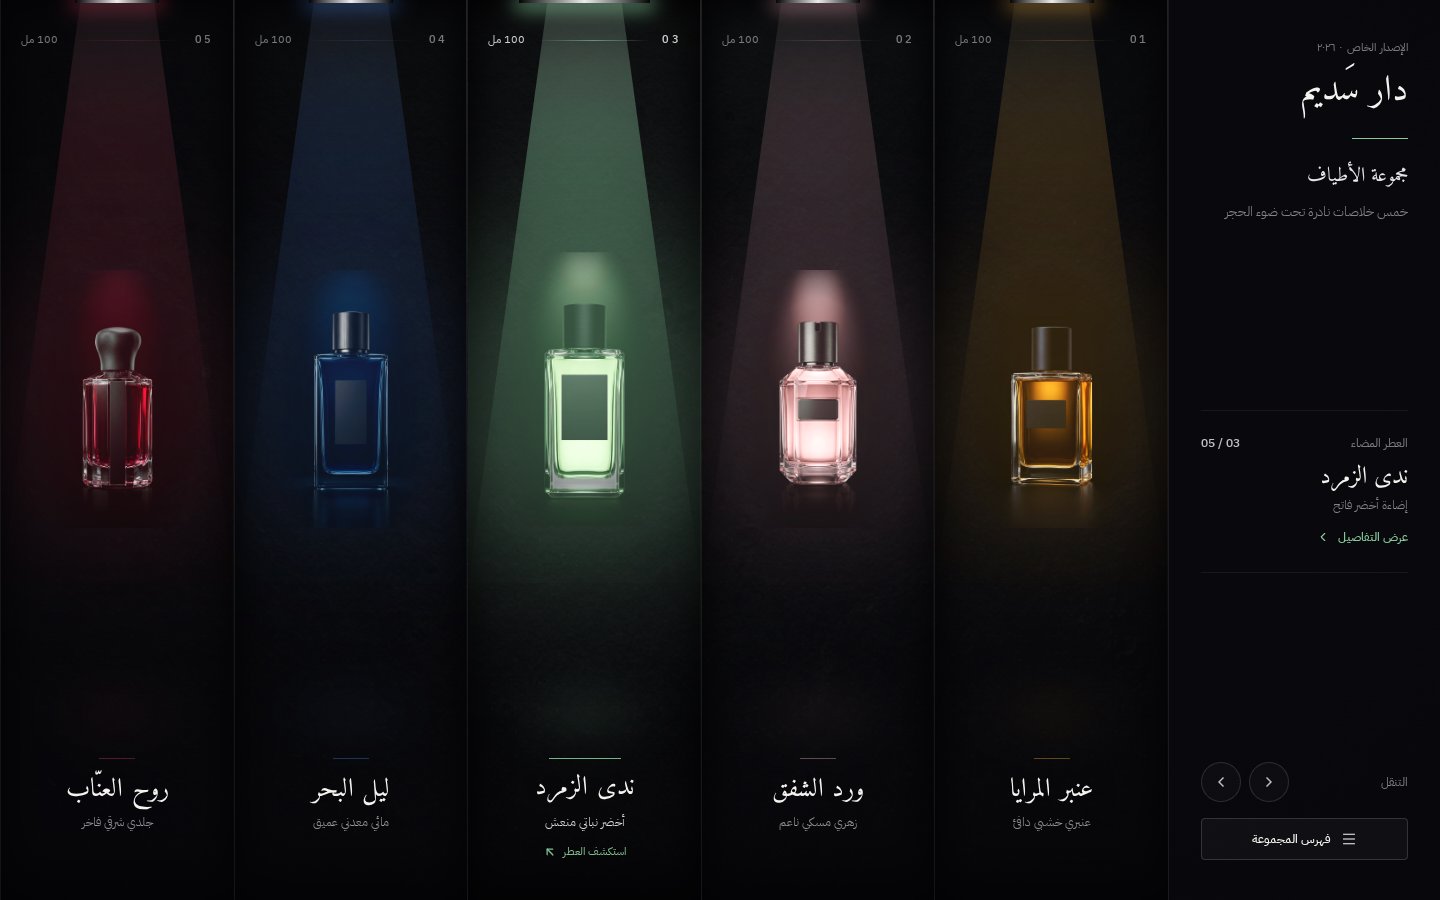 الإصدار الخاص · ٢٠٢٦
دار سَديم
مجموعة الأطياف
خمس خلاصات نادرة تحت ضوء الحجر
العطر المضاء
05 / 03
ندى الزمرد
إضاءة أخضر فاتح
عرض التفاصيل
التنقل
فهرس المجموعة
01
100 مل
عنبر المرايا
عنبري خشبي دافئ
02
100 مل
ورد الشفق
زهري مسكي ناعم
03
100 مل
ندى الزمرد
أخضر نباتي منعش
استكشف العطر
04
100 مل
ليل البحر
مائي معدني عميق
05
100 مل
روح العنّاب
جلدي شرقي فاخر